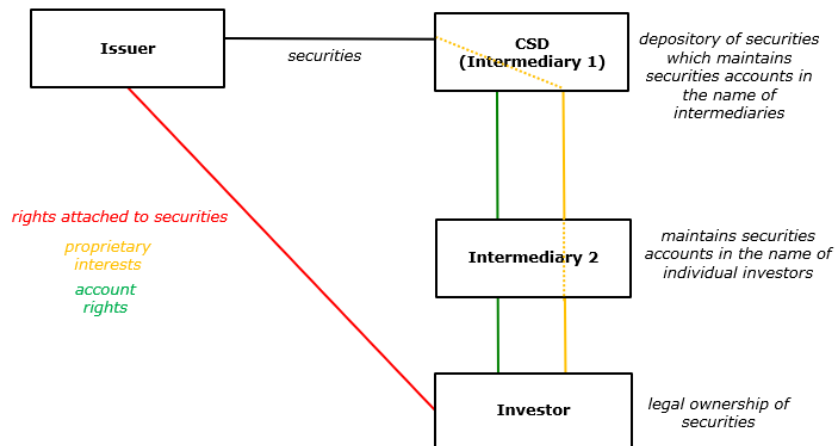 Issuer
securities
CSD
(Intermediary 1)
depository of securities
which maintains
securities accounts in
the name of
intermediaries
rights attached to securities
proprietary
interests
account
rights
Intermediary 2
maintains securities
accounts in the name of
individual investors
Investor
legal ownership of
securities